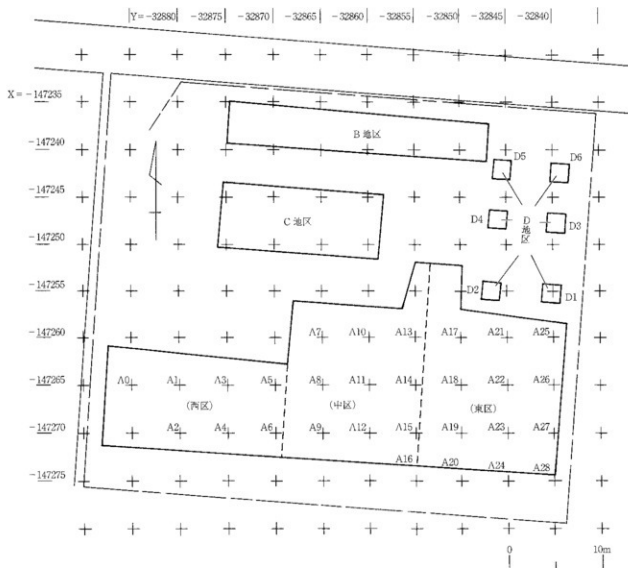 Y=-32880 -32875 -32870 -32865 -32860 -32855 -32850 -32845 -32840
X=-147235
B 地区
-147240
D5 D6
-147245
C 地区
D4 D地区 D3
-147250
-147255
D2 D1
-147260
A7 A10 A13 A17 A21 A25
-147265
A0 A1 A3 A5 A8 A11 A14 A18 A22 A26
(西区) (中区) (東区)
-147270
A2 A4 A6 A9 A12 A15 A19 A23 A27
A16 A20 A24 A28
-147275
0 10m